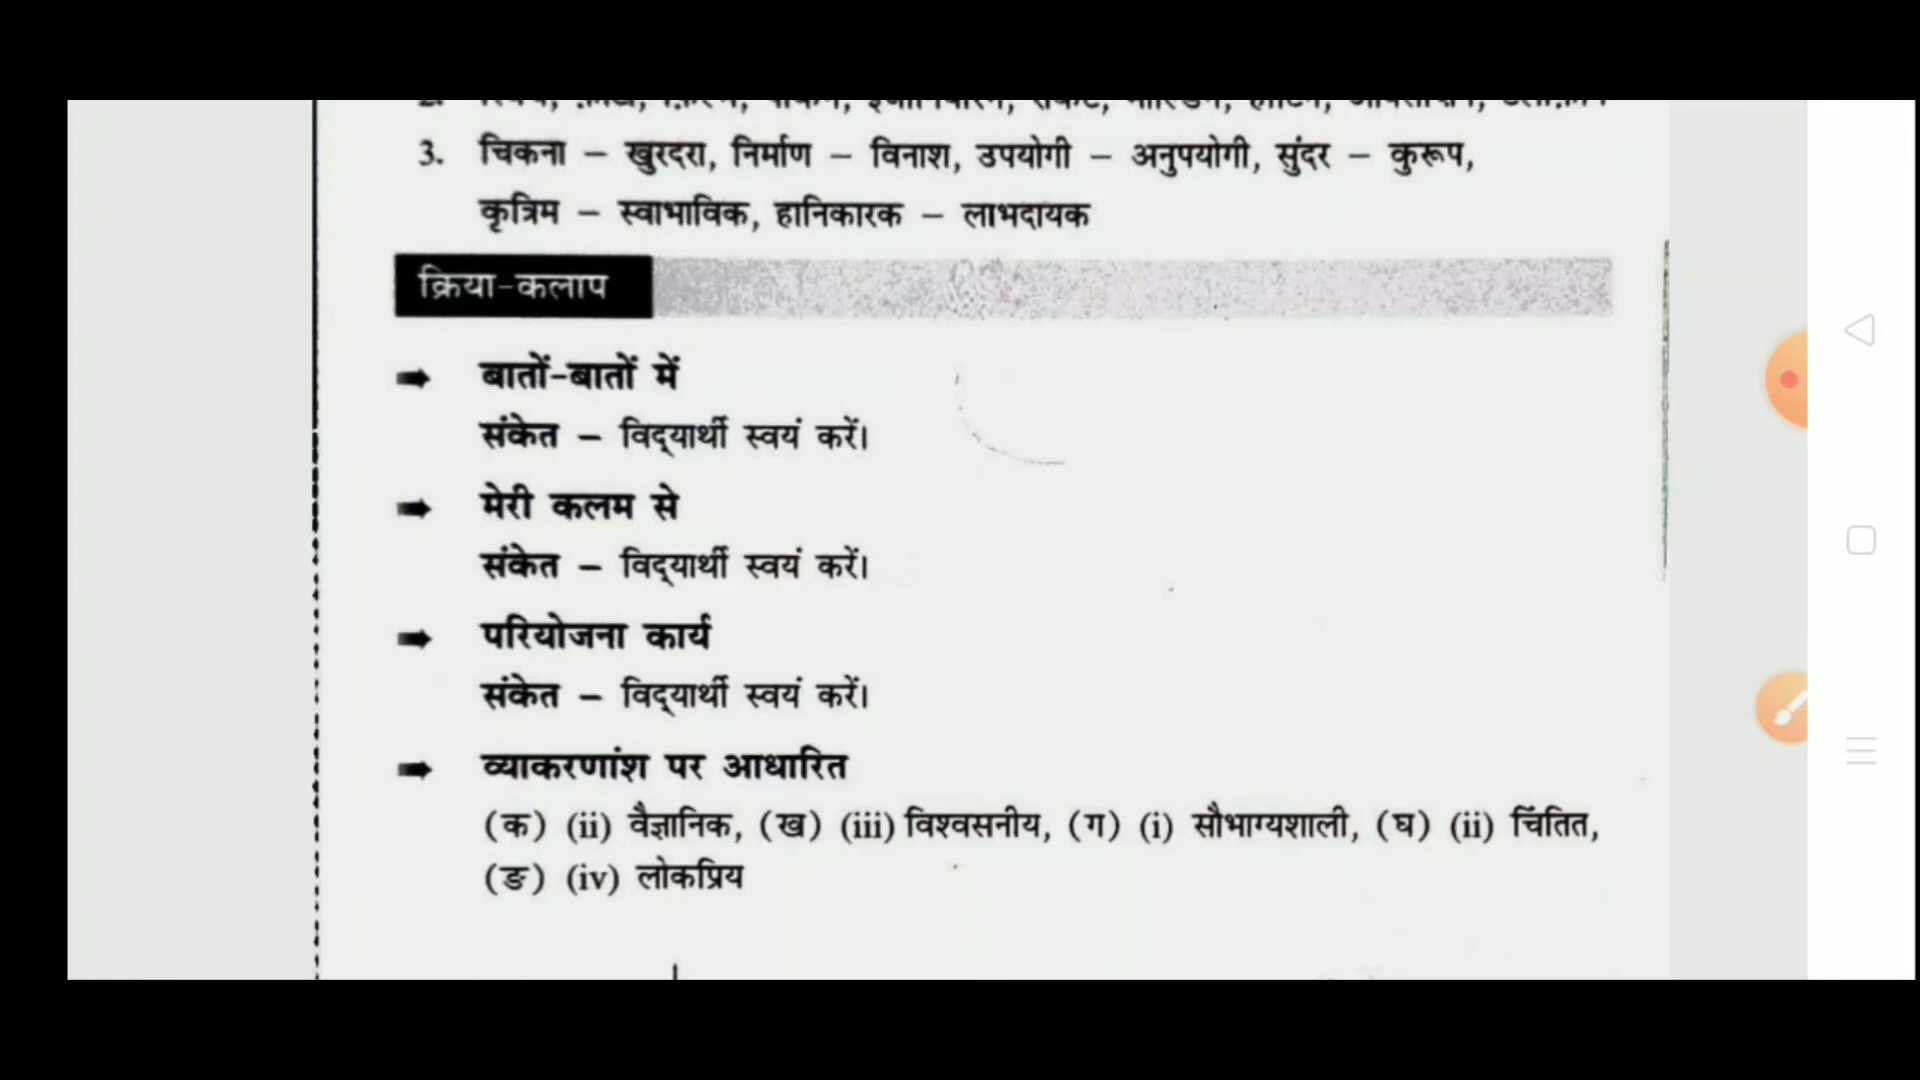 3. चिकना – खुरदरा, निर्माण – विनाश, उपयोगी – अनुपयोगी, सुंदर – कुरूप,
कृत्रिम – स्वाभाविक, हानिकारक – लाभदायक
क्रिया-कलाप
➡ बातों-बातों में
संकेत – विद्‌यार्थी स्वयं करें।
➡ मेरी कलम से
संकेत – विद्‌यार्थी स्वयं करें।
➡ परियोजना कार्य
संकेत – विद्‌यार्थी स्वयं करें।
➡ व्याकरणांश पर आधारित
(क) (ii) वैज्ञानिक, (ख) (iii) विश्वसनीय, (ग) (i) सौभाग्यशाली, (घ) (ii) चिंतित,
(ङ) (iv) लोकप्रिय